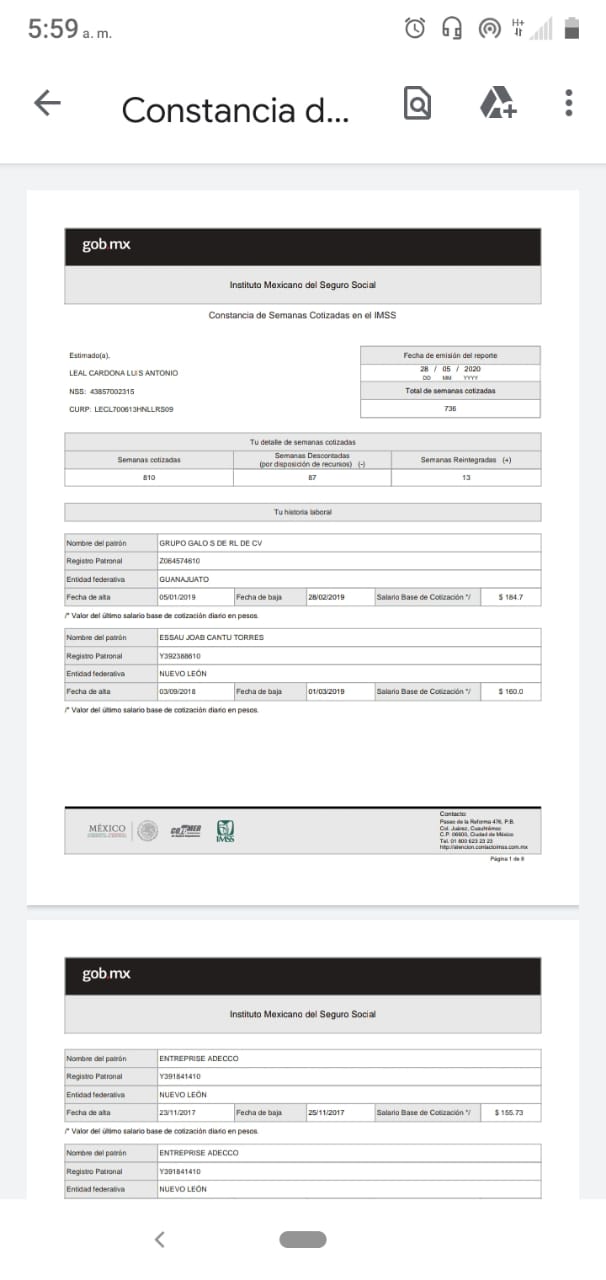 5:59 a. m.
H+
Constancia d...
gob.mx
Instituto Mexicano del Seguro Social
Constancia de Semanas Cotizadas en el IMSS
Estimado(a),
LEAL CARDONA LUIS ANTONIO
NSS: 43857002315
CURP: LECL700613HNLLRS09
Fecha de emisión del reporte
28 / 05 / 2020
DD MM YYYY
Total de semanas cotizadas
736
Tu detalle de semanas cotizadas
Semanas cotizadas
Semanas Descontadas
(por disposición de recursos) (-)
Semanas Reintegradas (+)
810 87 13
Tu historia laboral
Nombre del patrón GRUPO GALO S DE RL DE CV
Registro Patronal Z064574610
Entidad federativa GUANAJUATO
Fecha de alta 05/01/2019 Fecha de baja 28/02/2019 Salario Base de Cotización */ $ 184.7
/* Valor del último salario base de cotización diario en pesos.
Nombre del patrón ESSAU JOAB CANTU TORRES
Registro Patronal Y392388610
Entidad federativa NUEVO LEÓN
Fecha de alta 03/09/2018 Fecha de baja 01/03/2019 Salario Base de Cotización */ $ 160.0
/* Valor del último salario base de cotización diario en pesos.
MÉXICO
IMSS
Contacto:
Paseo de la Reforma 476, P.B.
Col. Juárez, Cuauhtémoc
C.P. 06600, Ciudad de México
Tel. 01 800 623 23 23
Página 1 de 8
gob.mx
Instituto Mexicano del Seguro Social
Nombre del patrón ENTREPRISE ADECCO
Registro Patronal Y391841410
Entidad federativa NUEVO LEÓN
Fecha de alta 23/11/2017 Fecha de baja 25/11/2017 Salario Base de Cotización */ $ 155.73
/* Valor del último salario base de cotización diario en pesos.
Nombre del patrón ENTREPRISE ADECCO
Registro Patronal Y391841410
Entidad federativa NUEVO LEÓN